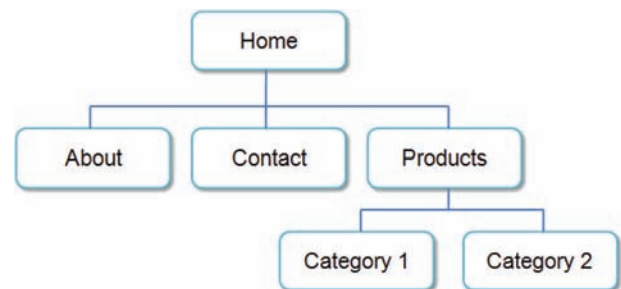 Home
About
Contact
Products
Category 1
Category 2